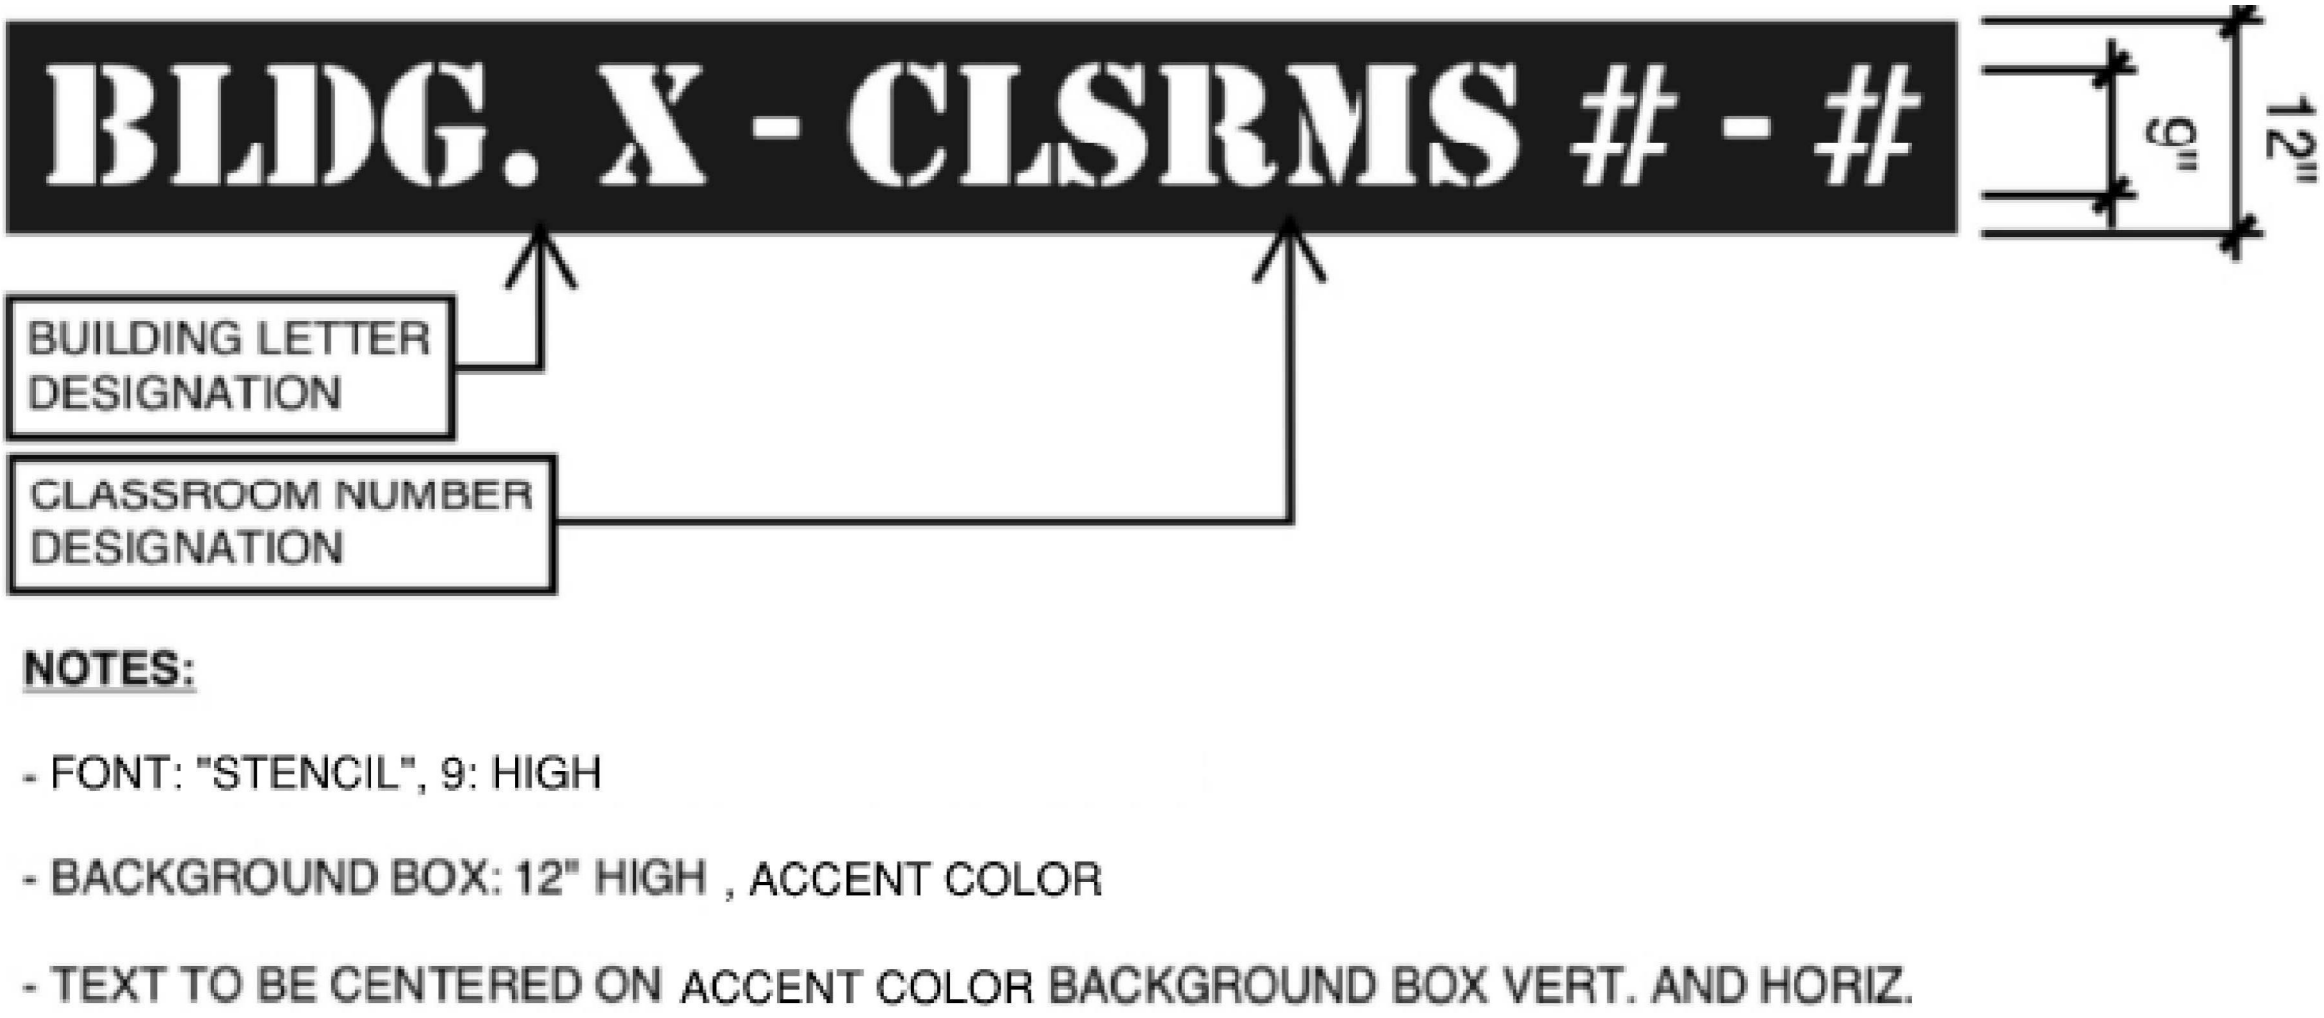 BLDG. X - CLSRMS # - #
9"
12"
BUILDING LETTER
DESIGNATION
CLASSROOM NUMBER
DESIGNATION
NOTES:
- FONT: "STENCIL", 9: HIGH
- BACKGROUND BOX: 12" HIGH , ACCENT COLOR
- TEXT TO BE CENTERED ON ACCENT COLOR BACKGROUND BOX VERT. AND HORIZ.